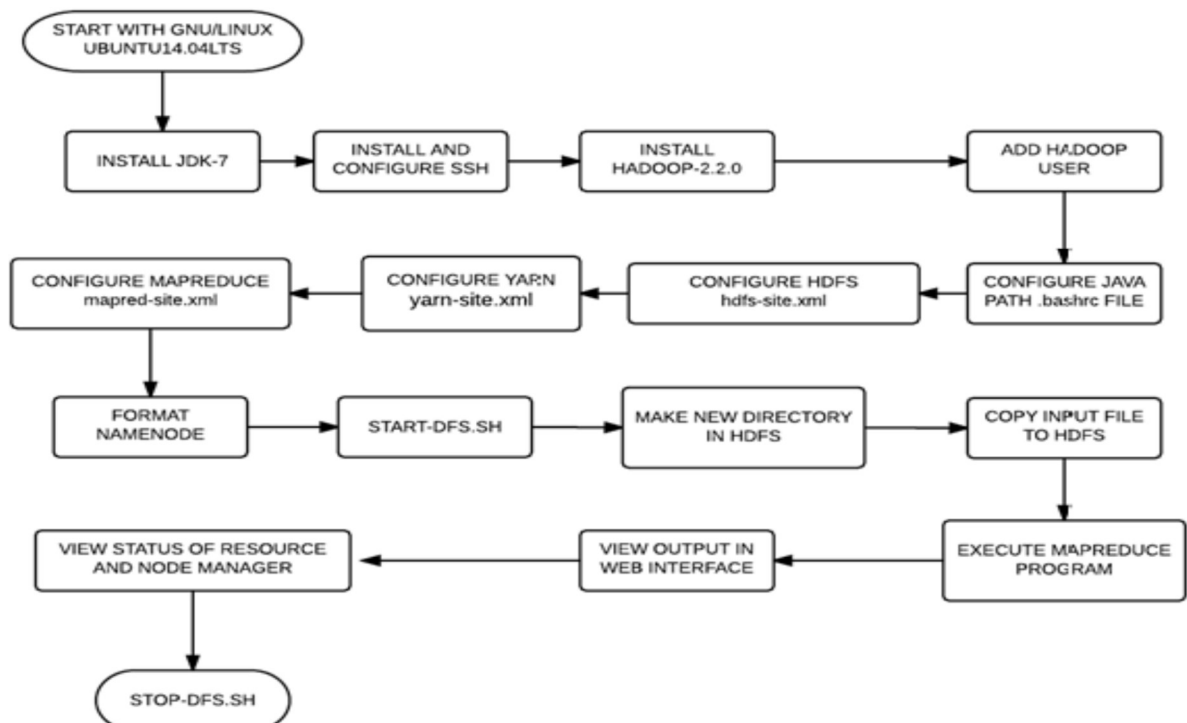 START WITH GNU/LINUX
UBUNTU14.04LTS
INSTALL JDK-7
INSTALL AND
CONFIGURE SSH
INSTALL
HADOOP-2.2.0
ADD HADOOP
USER
CONFIGURE JAVA
PATH .bashrc FILE
CONFIGURE HDFS
hdfs-site.xml
CONFIGURE YARN
yarn-site.xml
CONFIGURE MAPREDUCE
mapred-site.xml
FORMAT
NAMENODE
START-DFS.SH
MAKE NEW DIRECTORY
IN HDFS
COPY INPUT FILE
TO HDFS
EXECUTE MAPREDUCE
PROGRAM
VIEW OUTPUT IN
WEB INTERFACE
VIEW STATUS OF RESOURCE
AND NODE MANAGER
STOP-DFS.SH